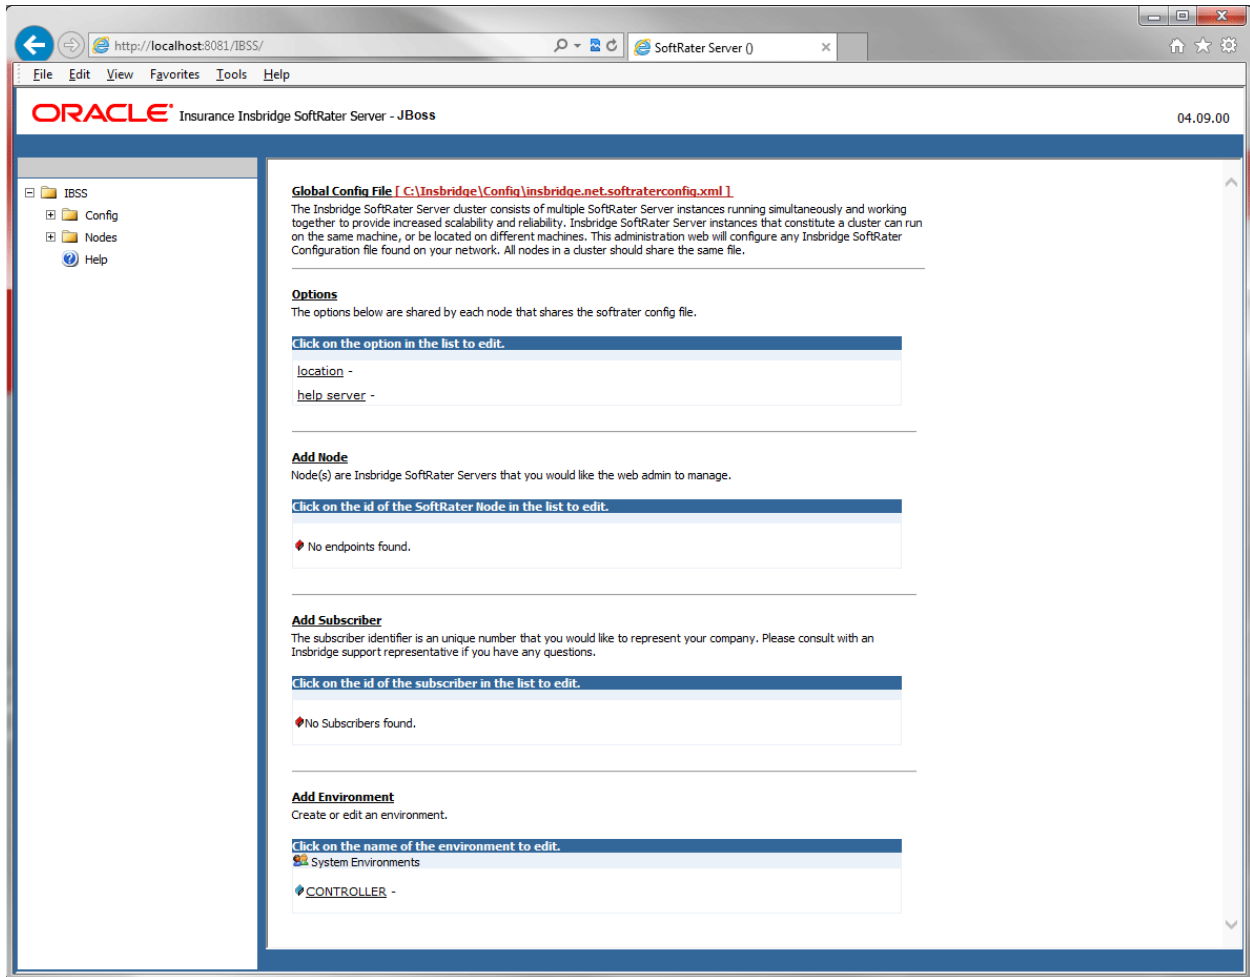 http://localhost:8081/IBSS/
SoftRater Server ()
File Edit View Favorites Tools Help
ORACLE Insurance Insbridge SoftRater Server - JBoss
04.09.00
IBSS
Config
Nodes
Help
Global Config File [ C:\Insbridge\Config\insbridge.net.softraterconfig.xml ]
The Insbridge SoftRater Server cluster consists of multiple SoftRater Server instances running simultaneously and working
together to provide increased scalability and reliability. Insbridge SoftRater Server instances that constitute a cluster can run
on the same machine, or be located on different machines. This administration web will configure any Insbridge SoftRater
Configuration file found on your network. All nodes in a cluster should share the same file.
Options
The options below are shared by each node that shares the softrater config file.
Click on the option in the list to edit.
location -
help server -
Add Node
Node(s) are Insbridge SoftRater Servers that you would like the web admin to manage.
Click on the id of the SoftRater Node in the list to edit.
No endpoints found.
Add Subscriber
The subscriber identifier is an unique number that you would like to represent your company. Please consult with an
Insbridge support representative if you have any questions.
Click on the id of the subscriber in the list to edit.
No Subscribers found.
Add Environment
Create or edit an environment.
Click on the name of the environment to edit.
System Environments
CONTROLLER -